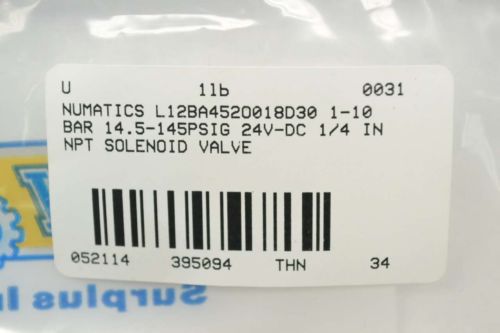 U 1lb 0031
NUMATICS L12BA452O018D30 1-10
BAR 14.5-145PSIG 24V-DC 1/4 IN
NPT SOLENOID VALVE
052114 395094 THN 34
Surplus